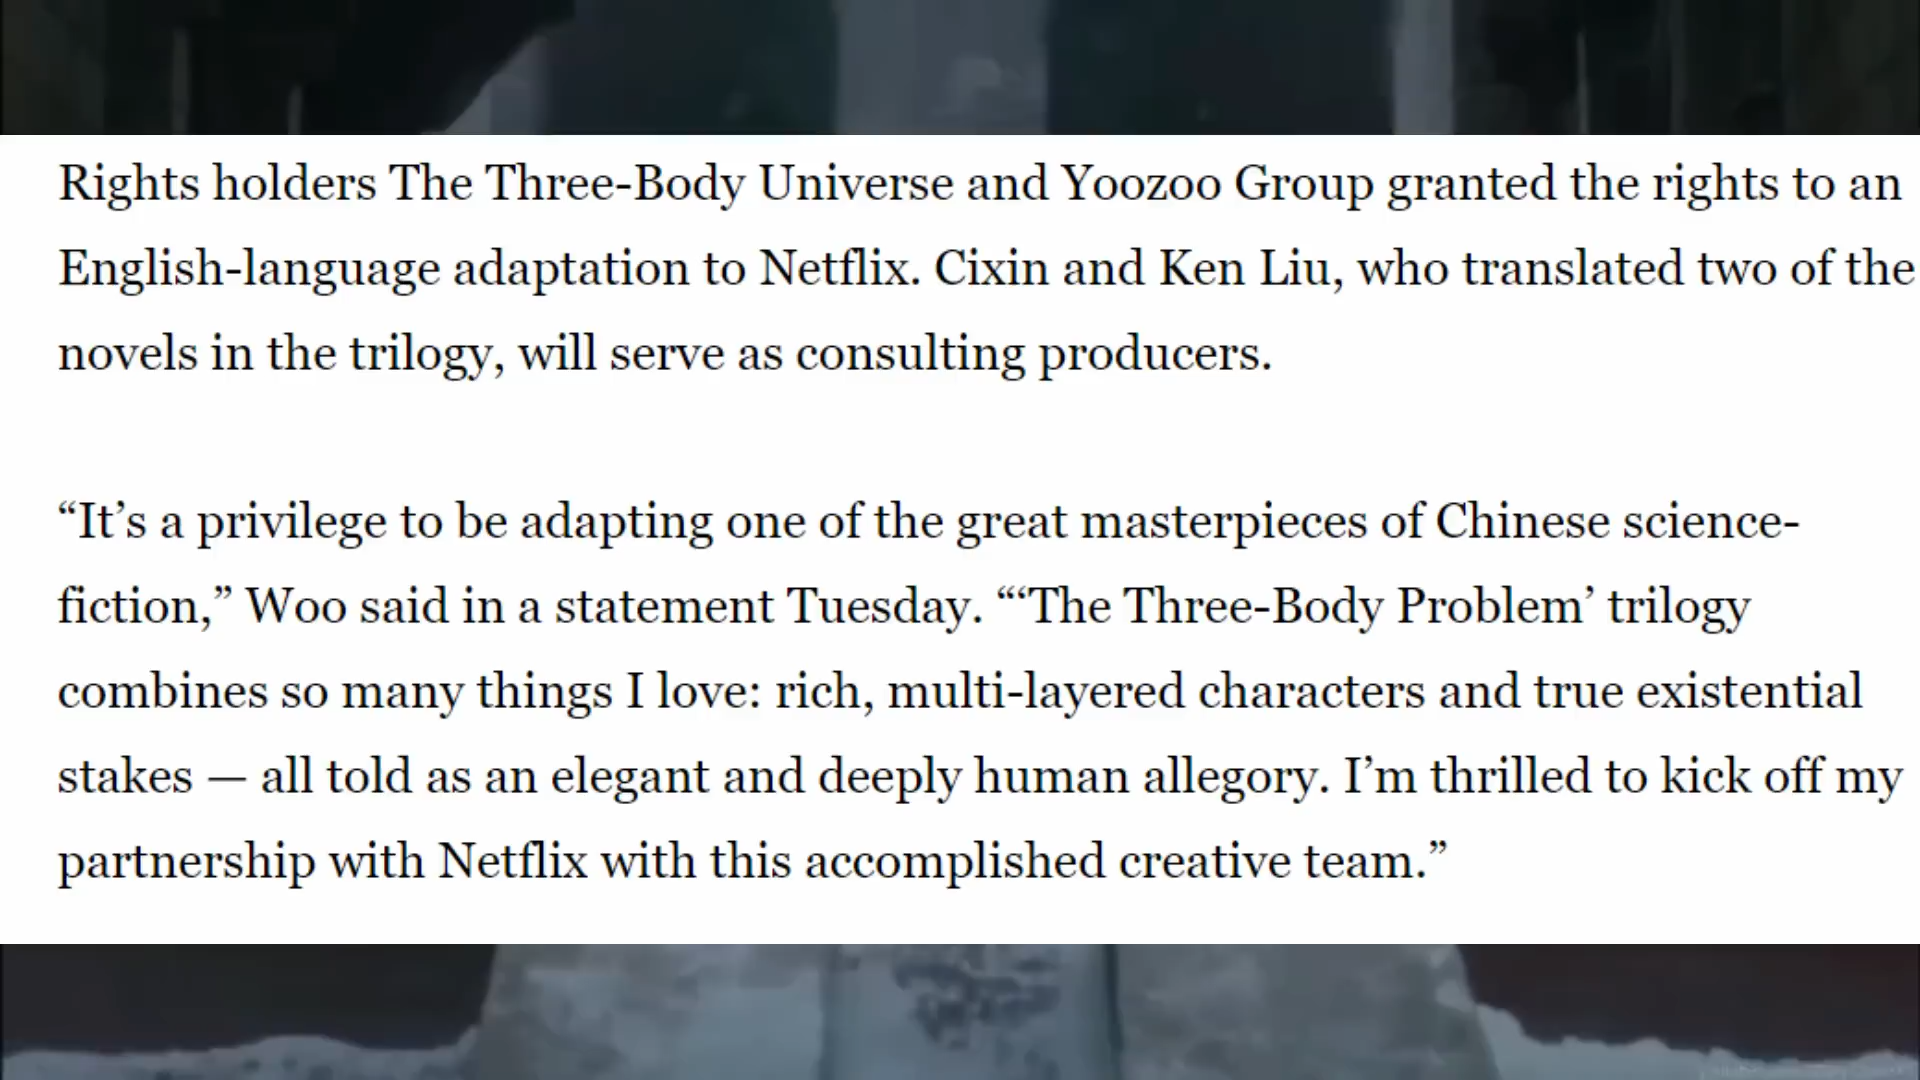 Rights holders The Three-Body Universe and Yoozoo Group granted the rights to an
English-language adaptation to Netflix. Cixin and Ken Liu, who translated two of the
novels in the trilogy, will serve as consulting producers.
“It’s a privilege to be adapting one of the great masterpieces of Chinese science-
fiction,” Woo said in a statement Tuesday. “‘The Three-Body Problem’ trilogy
combines so many things I love: rich, multi-layered characters and true existential
stakes — all told as an elegant and deeply human allegory. I’m thrilled to kick off my
partnership with Netflix with this accomplished creative team.”